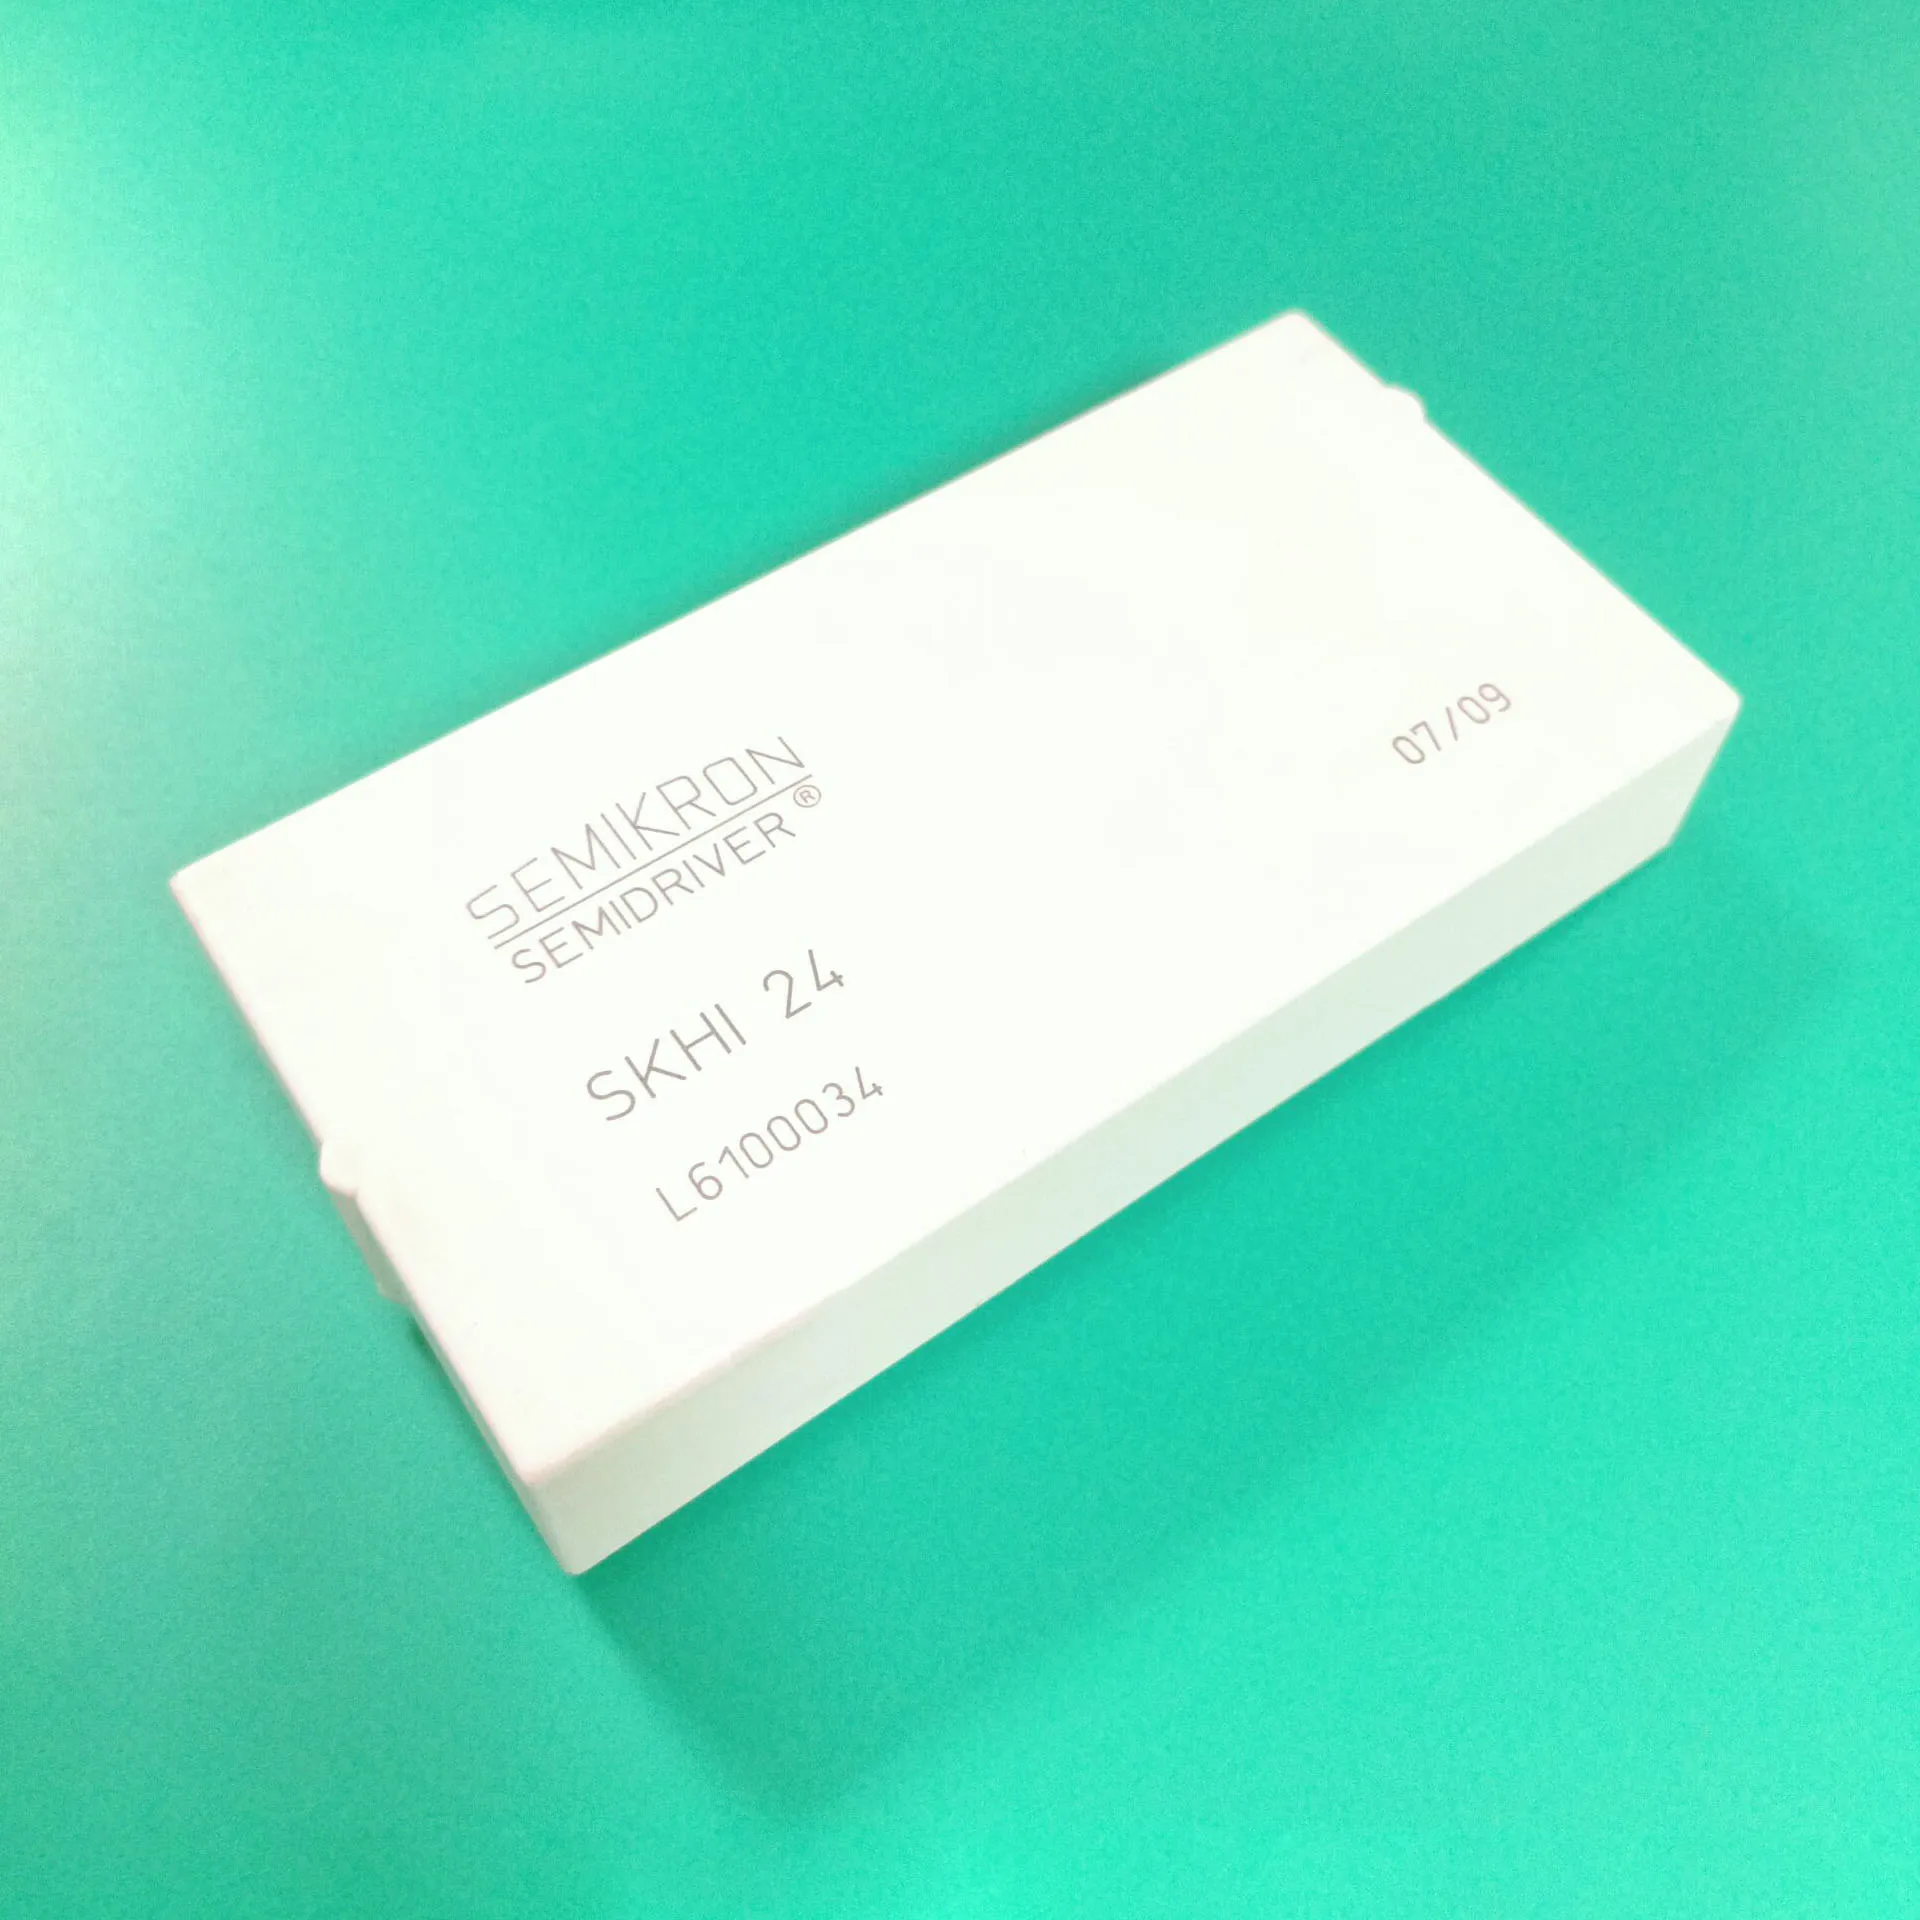 SEMIKRON
SEMIDRIVER ®
SKHI 24
L6100034
07/09